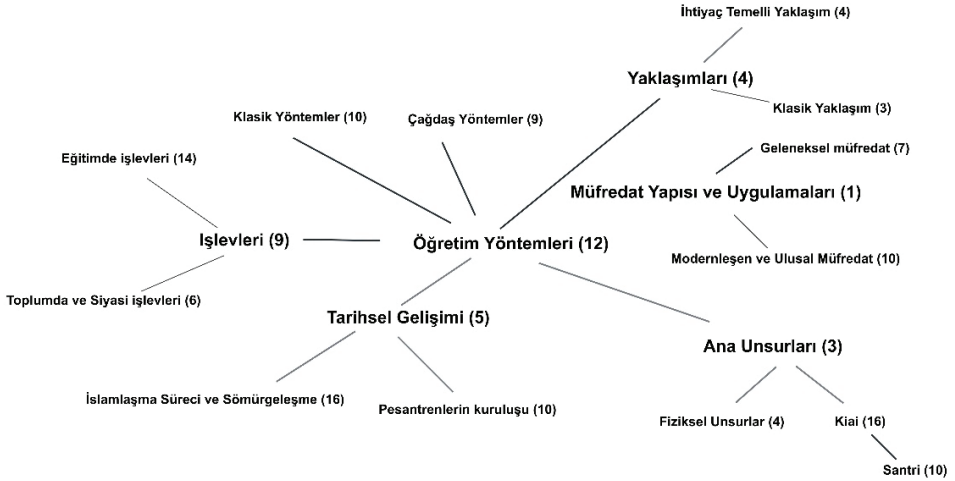 İhtiyaç Temelli Yaklaşım (4)
Yaklaşımları (4)
Klasik Yaklaşım (3)
Klasik Yöntemler (10)
Çağdaş Yöntemler (9)
Geleneksel müfredat (7)
Eğitimde işlevleri (14)
Müfredat Yapısı ve Uygulamaları (1)
Işlevleri (9)
Öğretim Yöntemleri (12)
Modernleşen ve Ulusal Müfredat (10)
Toplumda ve Siyasi işlevleri (6)
Tarihsel Gelişimi (5)
Ana Unsurları (3)
İslamlaşma Süreci ve Sömürgeleşme (16)
Pesantrenlerin kuruluşu (10)
Fiziksel Unsurlar (4)
Kiai (16)
Santri (10)